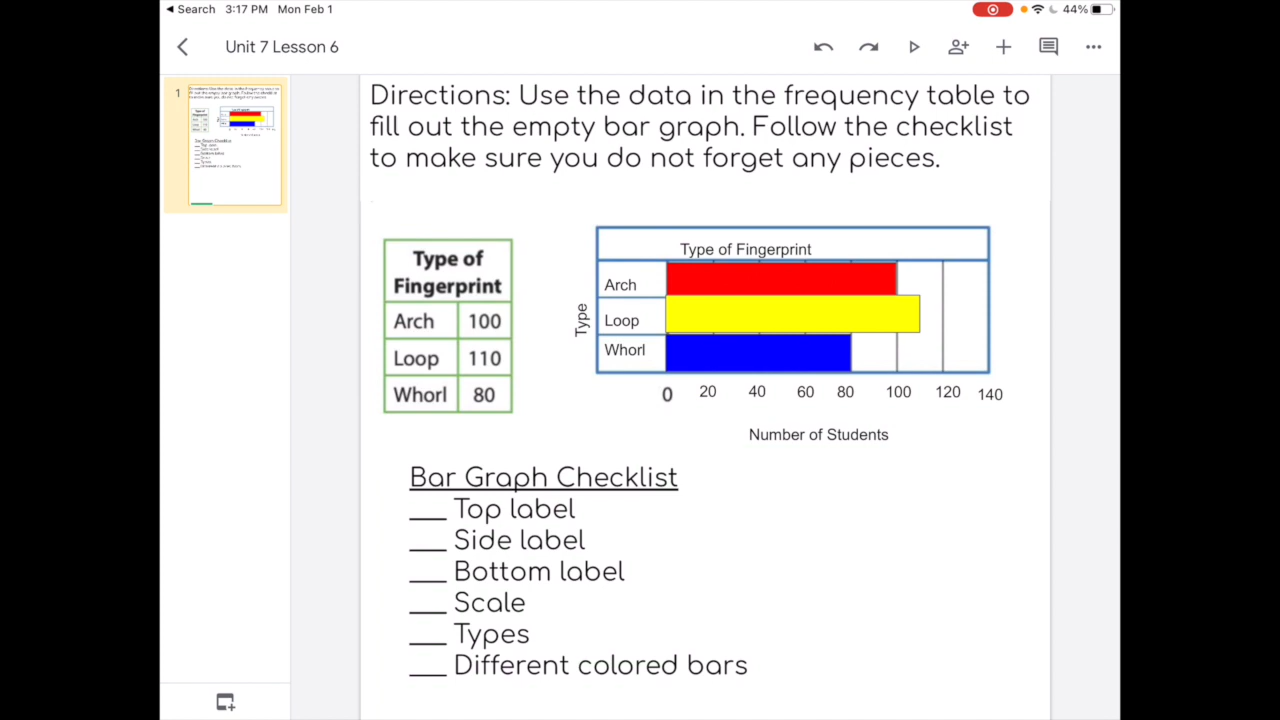 Search 3:17 PM Mon Feb 1
44%
Unit 7 Lesson 6
1
Directions: Use the data in the frequency table to
fill out the empty bar graph. Follow the checklist
to make sure you do not forget any pieces.
Type of
Fingerprint
Arch 100
Loop 110
Whorl 80
Type of Fingerprint
Type
Arch
Loop
Whorl
0 20 40 60 80 100 120 140
Number of Students
Bar Graph Checklist
___ Top label
___ Side label
___ Bottom label
___ Scale
___ Types
___ Different colored bars